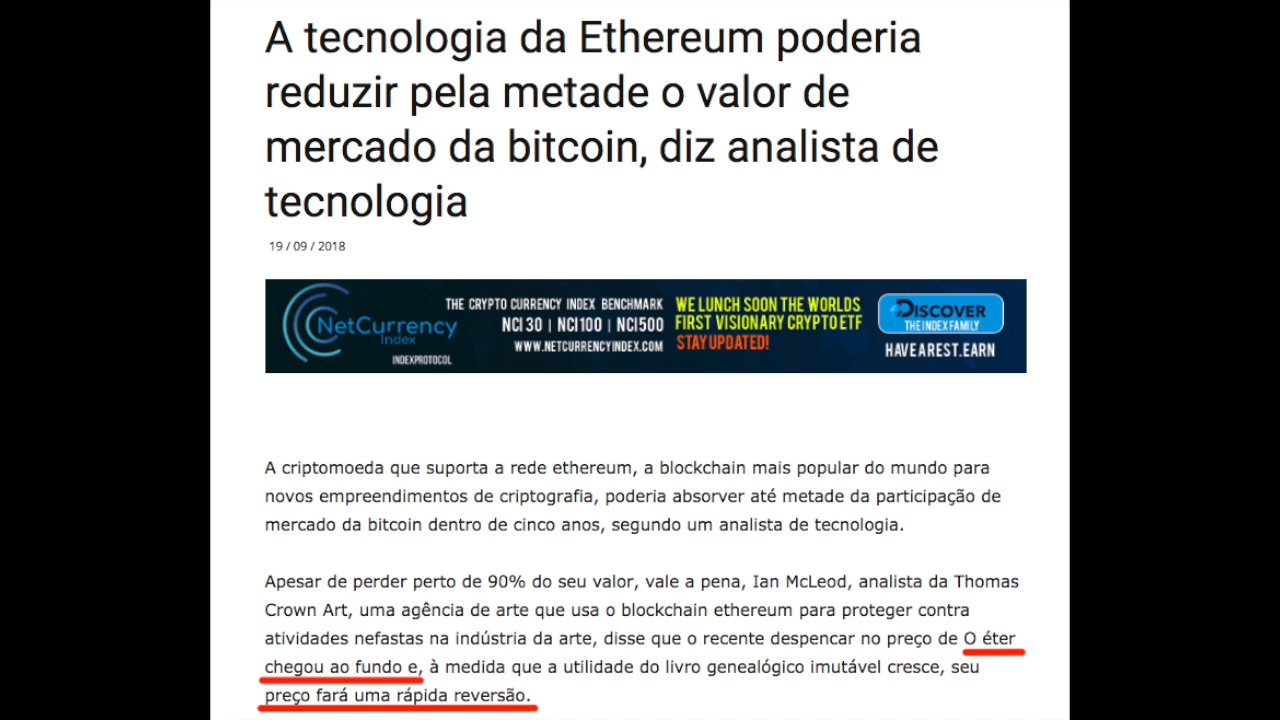 A tecnologia da Ethereum poderia
reduzir pela metade o valor de
mercado da bitcoin, diz analista de
tecnologia
19 / 09 / 2018
NetCurrency
Index
INDEXPROTOCOL
THE CRYPTO CURRENCY INDEX BENCHMARK
NCI 30 | NCI100 | NCI500
WWW.NETCURRENCYINDEX.COM
WE LUNCH SOON THE WORLDS
FIRST VISIONARY CRYPTO ETF
STAY UPDATED!
DISCOVER
THE INDEX FAMILY
HAVE A REST. EARN
A criptomoeda que suporta a rede ethereum, a blockchain mais popular do mundo para
novos empreendimentos de criptografia, poderia absorver até metade da participação de
mercado da bitcoin dentro de cinco anos, segundo um analista de tecnologia.
Apesar de perder perto de 90% do seu valor, vale a pena, Ian McLeod, analista da Thomas
Crown Art, uma agência de arte que usa o blockchain ethereum para proteger contra
atividades nefastas na indústria da arte, disse que o recente despencar no preço de O éter
chegou ao fundo e, à medida que a utilidade do livro genealógico imutável cresce, seu
preço fará uma rápida reversão.